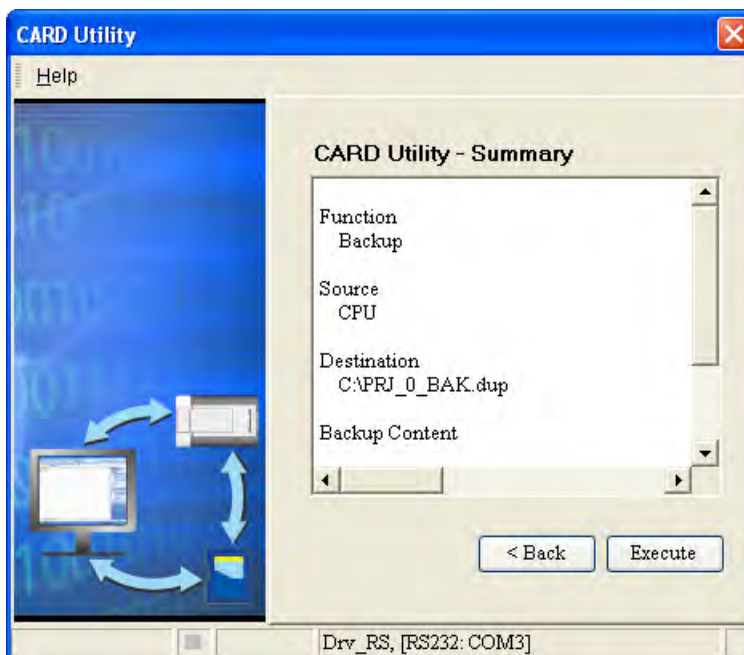 CARD Utility
Help
CARD Utility - Summary
Function
Backup
Source
CPU
Destination
C:\PRJ_0_BAK.dup
Backup Content
< Back
Execute
Drv_RS, [RS232: COM3]